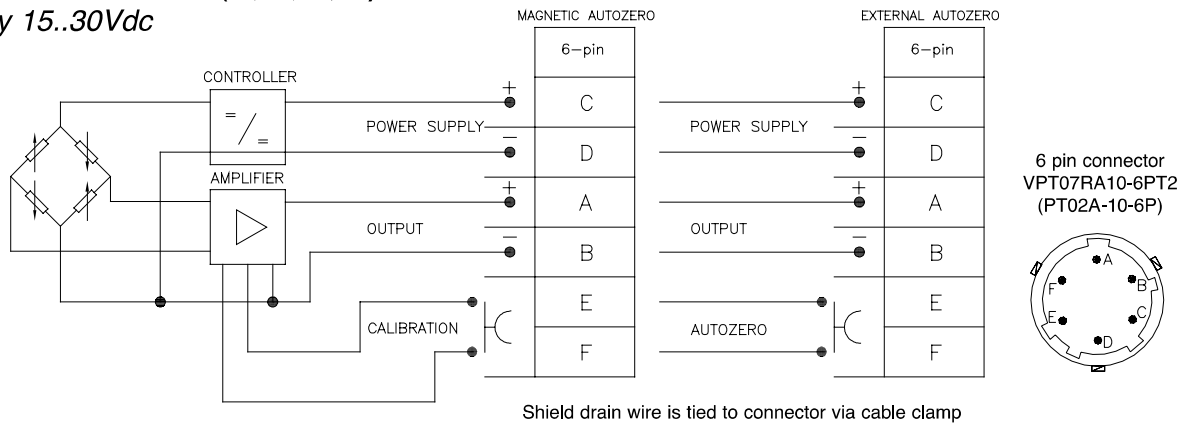 y 15..30Vdc
MAGNETIC AUTOZERO
EXTERNAL AUTOZERO
6-pin
6-pin
CONTROLLER
= / =
+
C
+
C
POWER SUPPLY
POWER SUPPLY
–
D
–
D
AMPLIFIER
+
A
+
A
OUTPUT
OUTPUT
–
B
–
B
E
E
CALIBRATION
AUTOZERO
F
F
6 pin connector
VPT07RA10-6PT2
(PT02A-10-6P)
A
F
B
E
C
D
Shield drain wire is tied to connector via cable clamp